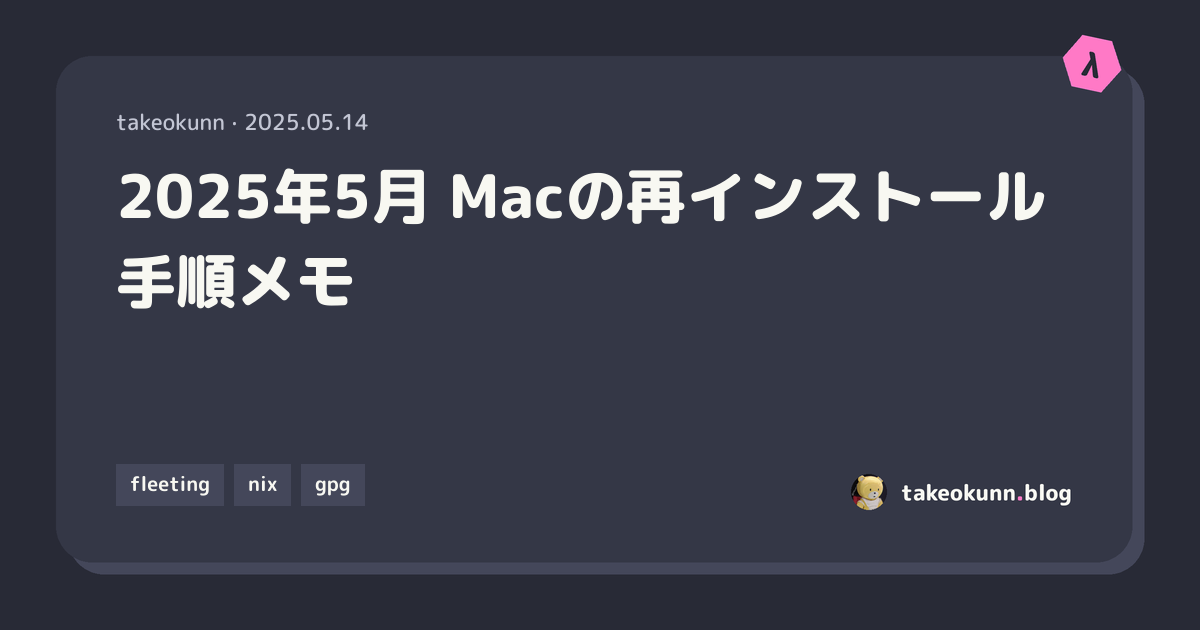 λ
takeokunn · 2025.05.14
2025年5月 Macの再インストール
手順メモ
fleeting nix gpg
takeokunn.blog